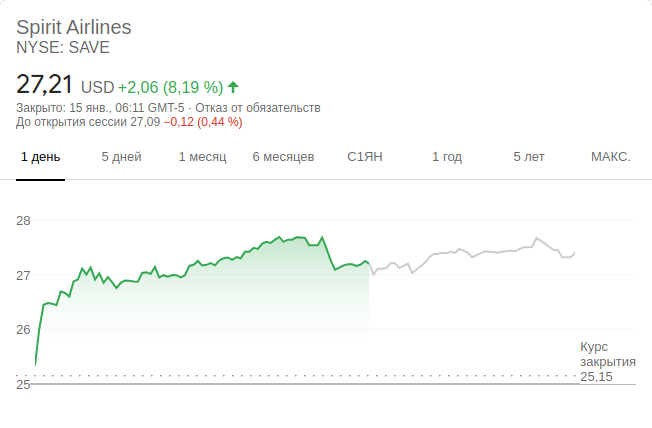 Spirit Airlines
NYSE: SAVE
27,21 USD +2,06 (8,19 %)
Закрыто: 15 янв., 06:11 GMT-5 · Отказ от обязательств
До открытия сессии 27,09 −0,12 (0,44 %)
1 день 5 дней 1 месяц 6 месяцев С1ЯН 1 год 5 лет МАКС.
28
27
26
Курс
закрытия
25,15
25